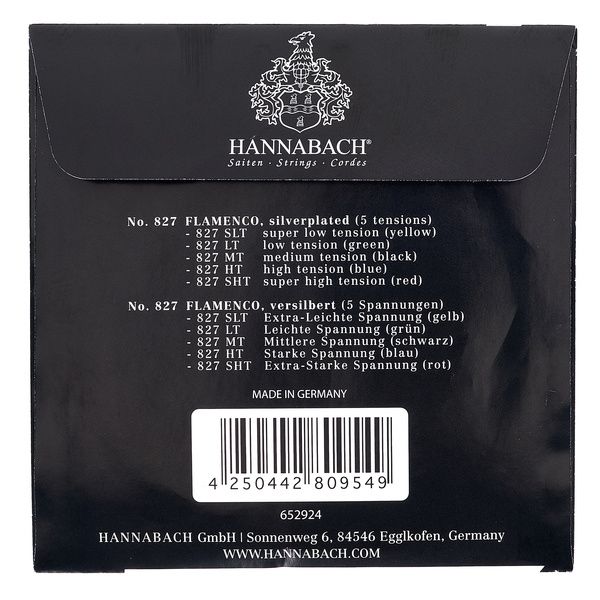 HANNABACH®
Saiten · Strings · Cordes
No. 827 FLAMENCO, silverplated (5 tensions)
- 827 SLT super low tension (yellow)
- 827 LT low tension (green)
- 827 MT medium tension (black)
- 827 HT high tension (blue)
- 827 SHT super high tension (red)
No. 827 FLAMENCO, versilbert (5 Spannungen)
- 827 SLT Extra-Leichte Spannung (gelb)
- 827 LT Leichte Spannung (grün)
- 827 MT Mittlere Spannung (schwarz)
- 827 HT Starke Spannung (blau)
- 827 SHT Extra-Starke Spannung (rot)
MADE IN GERMANY
4 250442 809549
652924
HANNABACH GmbH | Sonnenweg 6, 84546 Egglkofen, Germany
WWW.HANNABACH.COM